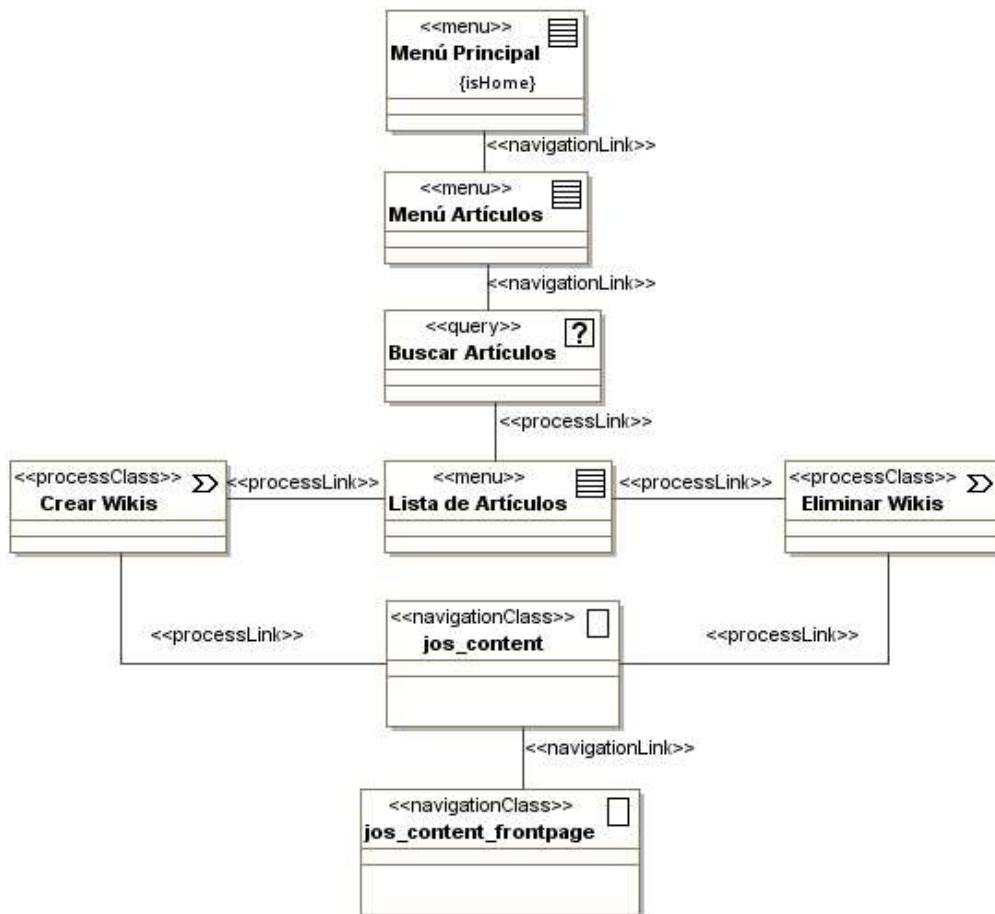 <<menu>>
Menú Principal
{isHome}
<<navigationLink>>
<<menu>>
Menú Artículos
<<navigationLink>>
<<query>>
?
Buscar Artículos
<<processLink>>
<<processClass>>
Crear Wikis
<<processLink>>
<<menu>>
Lista de Artículos
<<processLink>>
<<processClass>>
Eliminar Wikis
<<processLink>>
<<navigationClass>>
jos_content
<<processLink>>
<<navigationLink>>
<<navigationClass>>
jos_content_frontpage